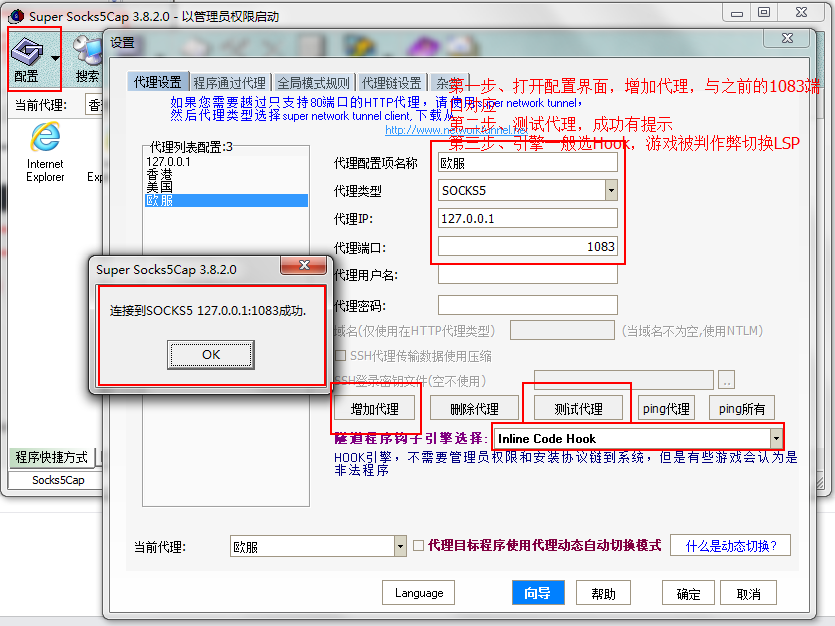 Super Socks5Cap 3.8.2.0 - 以管理员权限启动
配置
搜索
当前代理:
香
Internet
Explorer
Exp
程序快捷方式
Socks5Cap
设置
代理设置
程序通过代理
全局模式规则
代理链设置
杂
第一步、打开配置界面，增加代理，与之前的1083端
口对应
第二步、测试代理，成功有提示
第三步、引擎一般选Hook，游戏被判作弊切换LSP
如果您需要越过只支持80端口的HTTP代理，请使用super network tunnel,
然后代理类型选择super network tunnel client, 下载从
http://www.networktunnel.net
代理列表配置:3
127.0.0.1
香港
美国
欧服
代理配置项名称
欧服
代理类型
SOCKS5
代理IP:
127.0.0.1
代理端口:
1083
代理用户名:
代理密码:
域名(仅使用在HTTP代理类型)
(当域名不为空,使用NTLM)
SSH代理传输数据使用压缩
SSH登录密钥文件(空不使用)
..
增加代理
删除代理
测试代理
ping代理
ping所有
隧道程序钩子引擎选择:
Inline Code Hook
HOOK引擎，不需要管理员权限和安装协议链到系统，但是有些游戏会认为是
非法程序
Super Socks5Cap 3.8.2.0
连接到SOCKS5 127.0.0.1:1083成功.
OK
当前代理:
欧服
代理目标程序使用代理动态自动切换模式
什么是动态切换?
Language
向导
帮助
确定
取消